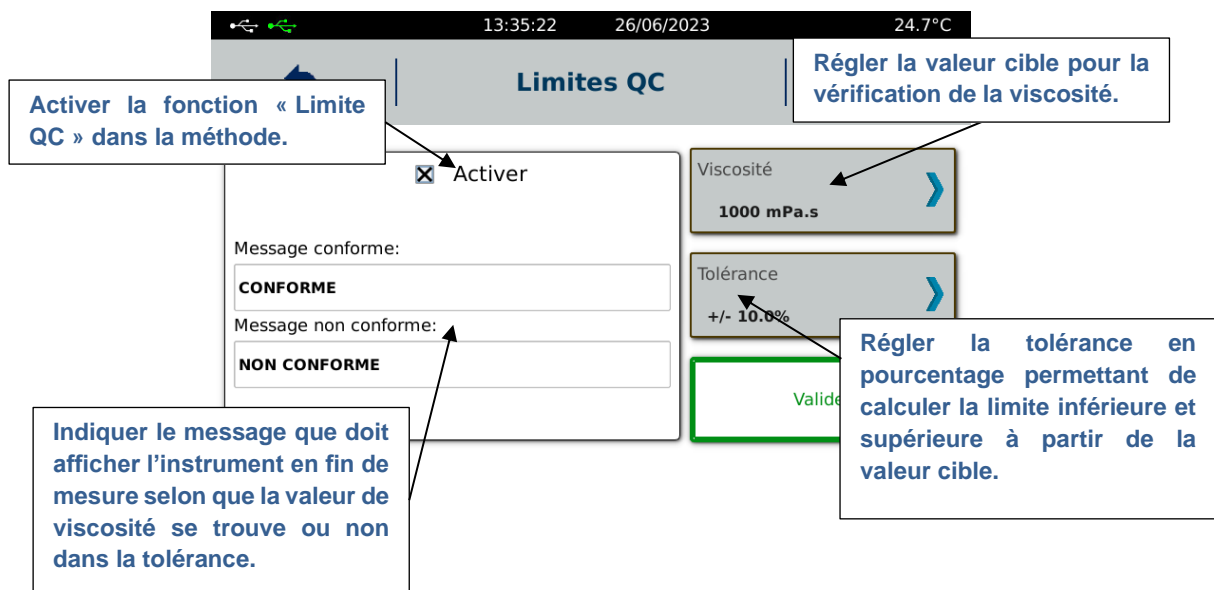 13:35:22 26/06/2023 24.7°C
Limites QC
Régler la valeur cible pour la
vérification de la viscosité.
Activer la fonction « Limite
QC » dans la méthode.
Activer
Viscosité
1000 mPa.s
Message conforme:
CONFORME
Tolérance
+/- 10.0%
Message non conforme:
NON CONFORME
Valide
Régler la tolérance en
pourcentage permettant de
calculer la limite inférieure et
supérieure à partir de la
valeur cible.
Indiquer le message que doit
afficher l’instrument en fin de
mesure selon que la valeur de
viscosité se trouve ou non
dans la tolérance.